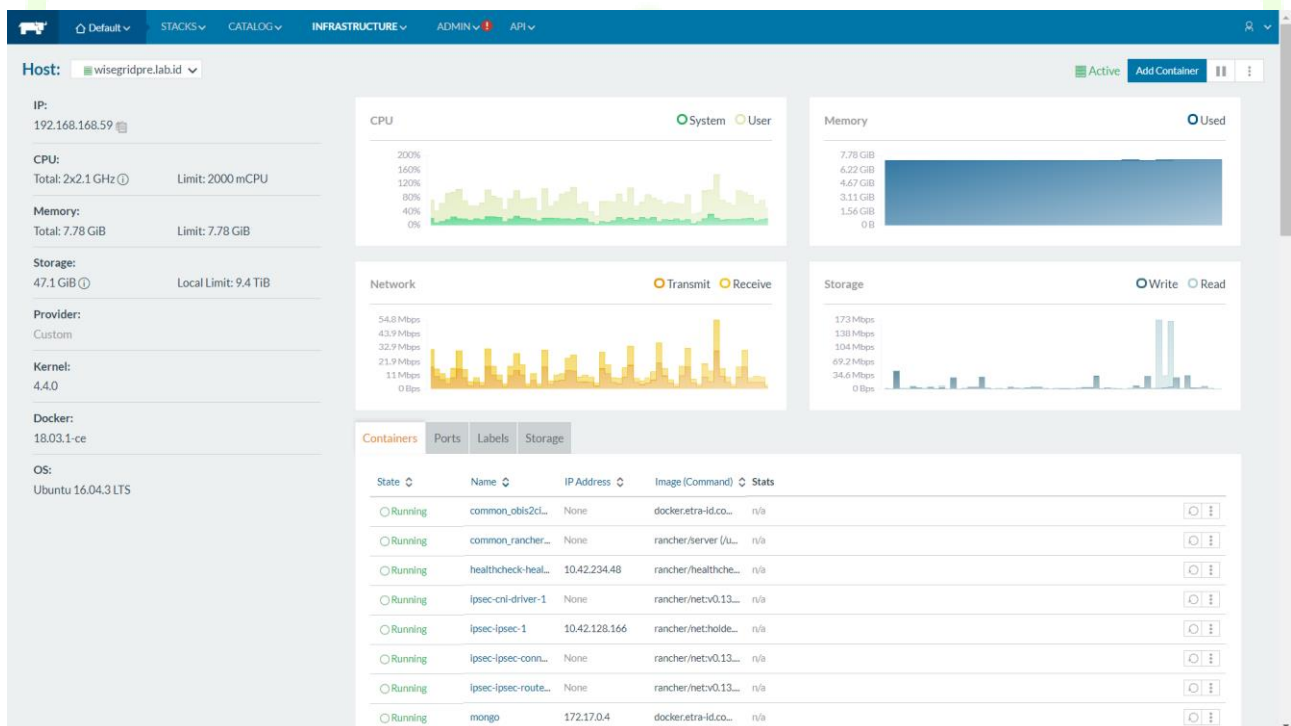 Default STACKS CATALOG INFRASTRUCTURE ADMIN ! API
Host: wisegridpre.lab.id Active Add Container
IP:
192.168.168.59
CPU:
Total: 2x2.1 GHz Limit: 2000 mCPU
Memory:
Total: 7.78 GiB Limit: 7.78 GiB
Storage:
47.1 GiB Local Limit: 9.4 TiB
Provider:
Custom
Kernel:
4.4.0
Docker:
18.03.1-ce
OS:
Ubuntu 16.04.3 LTS
CPU System User
200%
160%
120%
80%
40%
0%
Memory Used
7.78 GiB
6.22 GiB
4.67 GiB
3.11 GiB
1.56 GiB
0 B
Network Transmit Receive
54.8 Mbps
43.9 Mbps
32.9 Mbps
21.9 Mbps
11 Mbps
0 Bps
Storage Write Read
173 Mbps
138 Mbps
104 Mbps
69.2 Mbps
34.6 Mbps
0 Bps
Containers Ports Labels Storage
State Name IP Address Image (Command) Stats
Running common_obis2ci... None docker.etra-id.co... n/a
Running common_rancher... None rancher/server (/u... n/a
Running healthcheck-heal... 10.42.234.48 rancher/healthche... n/a
Running ipsec-cni-driver-1 None rancher/net:v0.13.... n/a
Running ipsec-ipsec-1 10.42.128.166 rancher/net:holde... n/a
Running ipsec-ipsec-conn... None rancher/net:v0.13.... n/a
Running ipsec-ipsec-route... None rancher/net:v0.13.... n/a
Running mongo 172.17.0.4 docker.etra-id.co... n/a